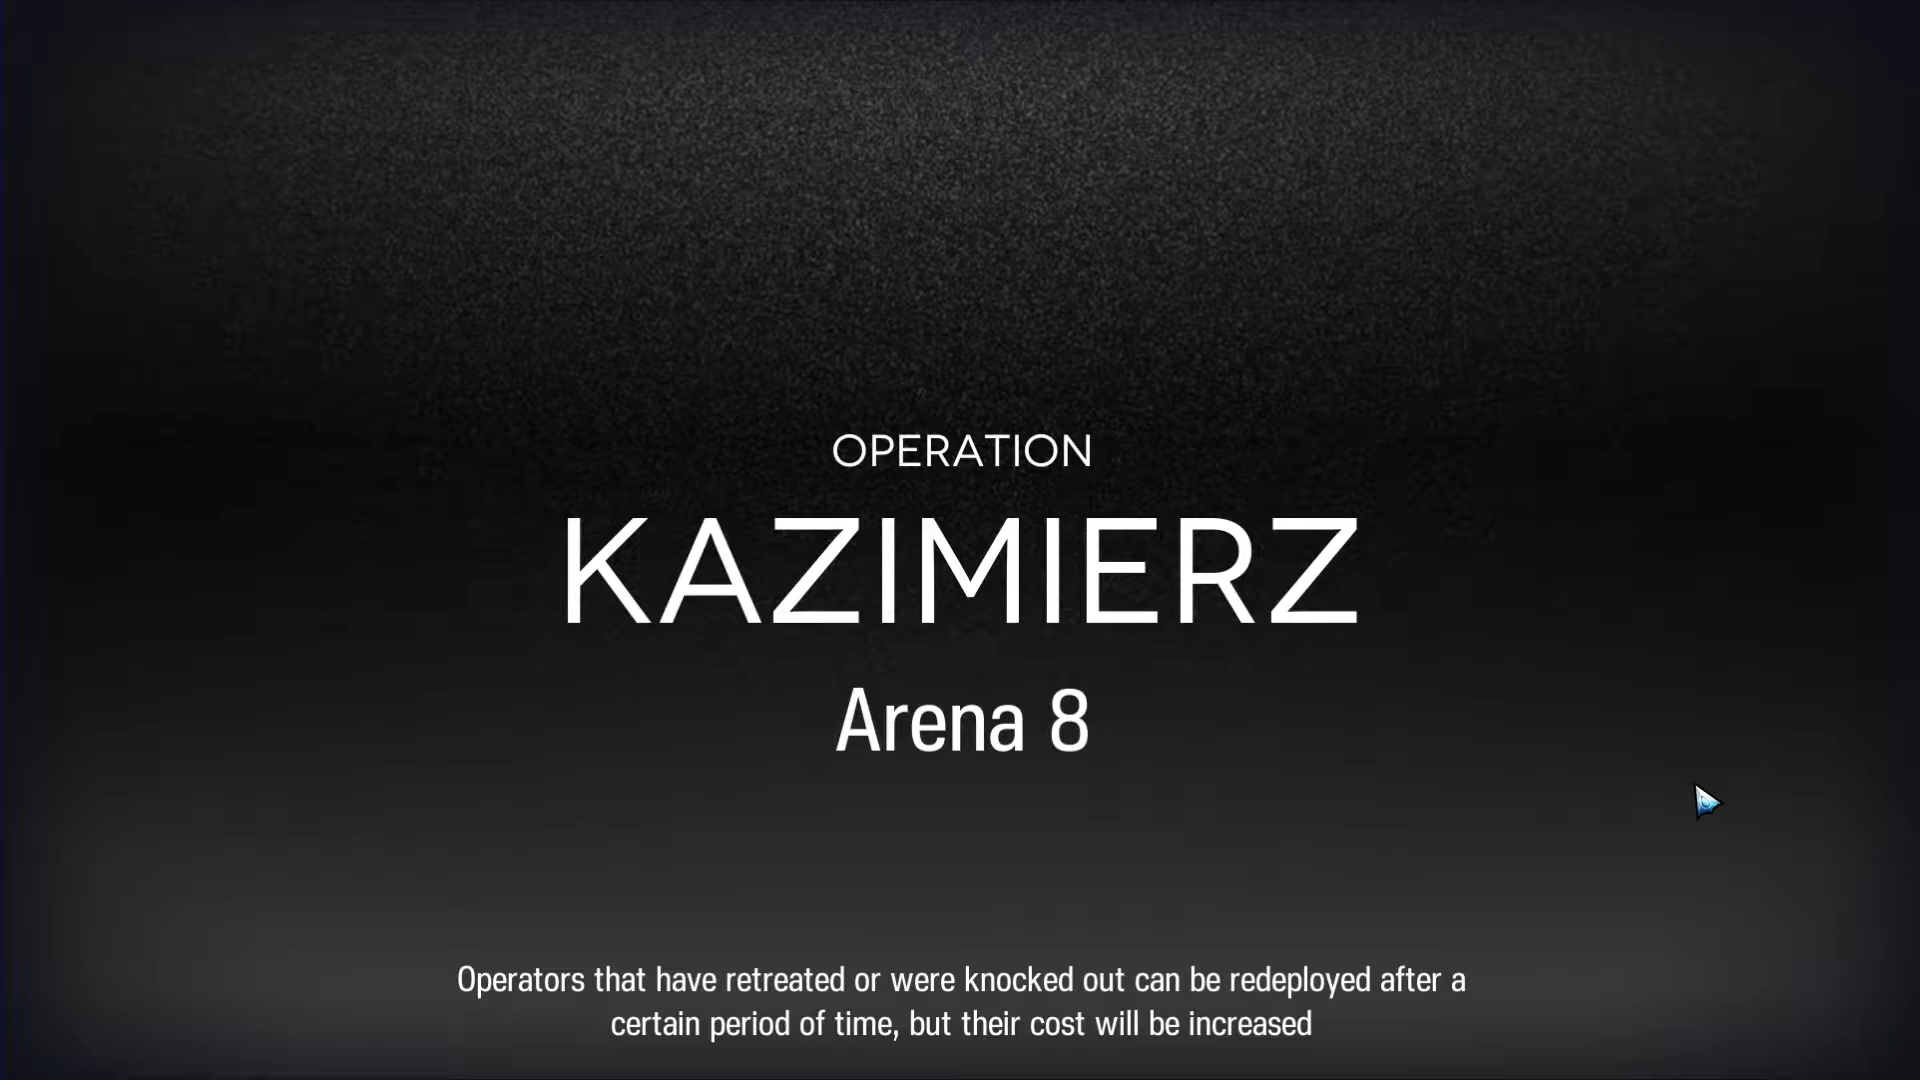 OPERATION
KAZIMIERZ
Arena 8
Operators that have retreated or were knocked out can be redeployed after a
certain period of time, but their cost will be increased